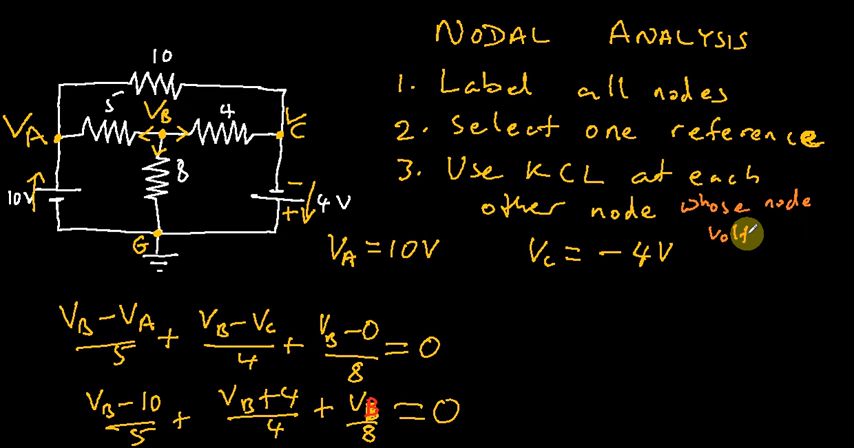 NODAL ANALYSIS
1. Label all nodes
2. Select one reference
3. Use KCL at each
other node whose node
volt
10
5
VB
4
VA
VC
8
10V
- + 4V
G
VA = 10V
VC = -4V
(VB - VA)/5 + (VB - VC)/4 + (VB - 0)/8 = 0
(VB - 10)/5 + (VB + 4)/4 + VB/8 = 0